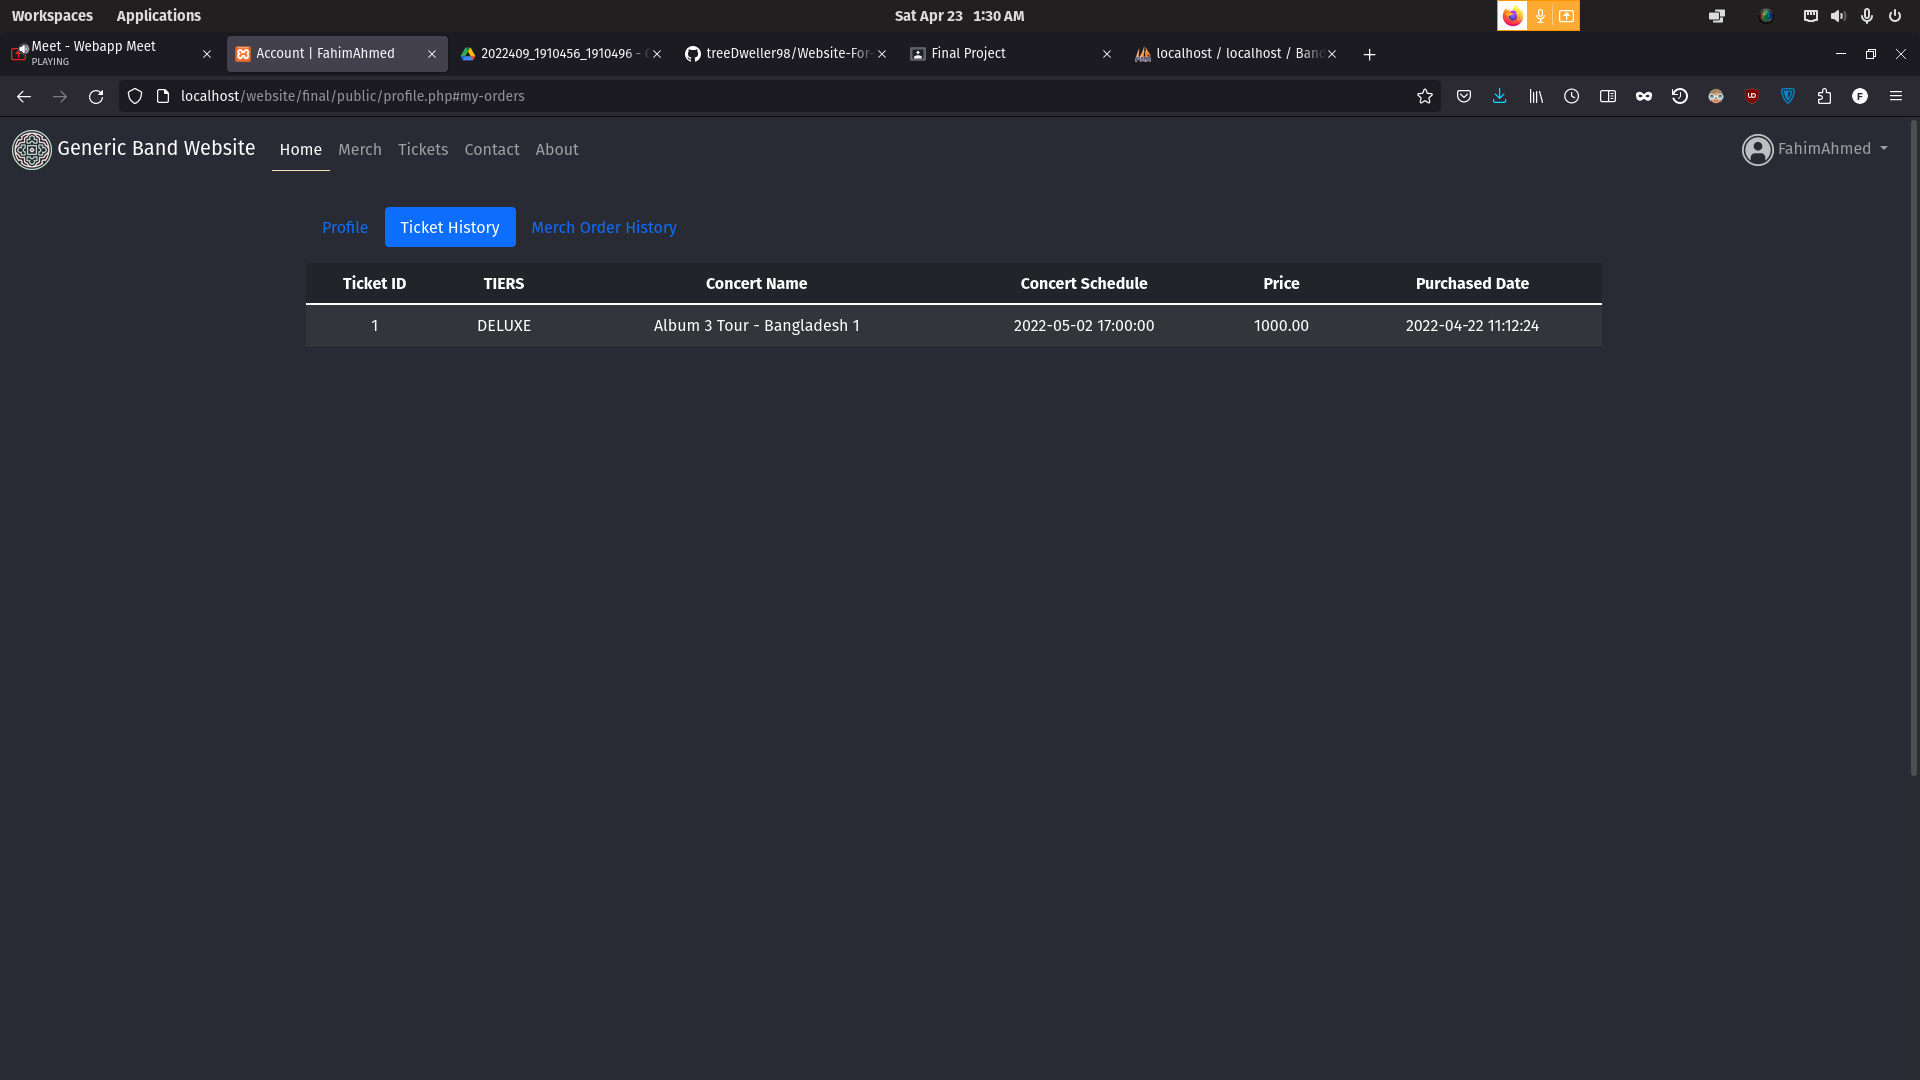 Workspaces Applications Sat Apr 23 1:30 AM
Meet - Webapp Meet
PLAYING
Account | FahimAhmed
2022409_1910456_1910496 -
treeDweller98/Website-For-
Final Project
localhost / localhost / Band
localhost/website/final/public/profile.php#my-orders
Generic Band Website Home Merch Tickets Contact About FahimAhmed
Profile Ticket History Merch Order History
Ticket ID TIERS Concert Name Concert Schedule Price Purchased Date
1 DELUXE Album 3 Tour - Bangladesh 1 2022-05-02 17:00:00 1000.00 2022-04-22 11:12:24